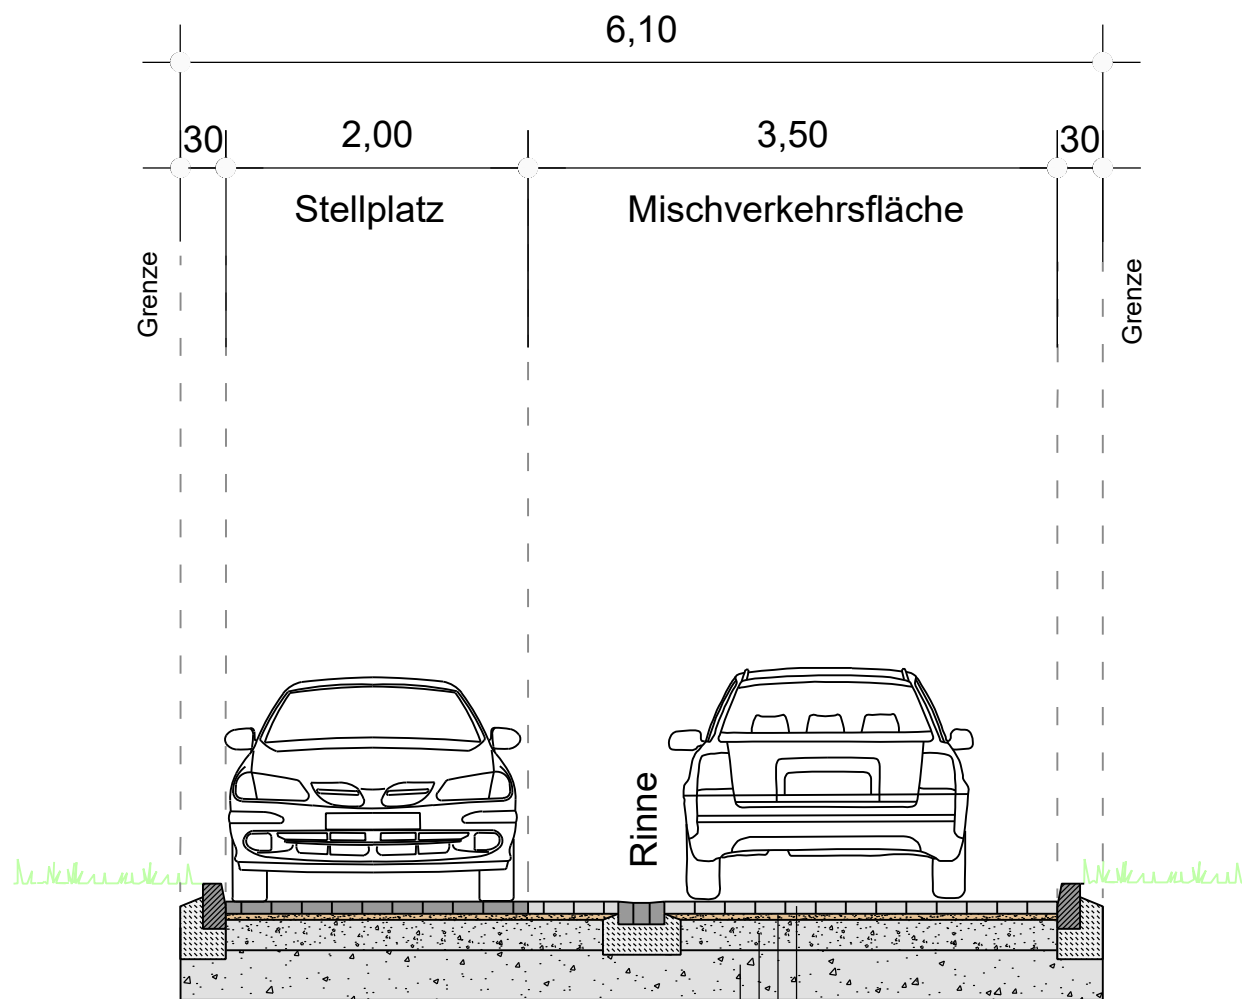 6,10
30
2,00
3,50
30
Stellplatz
Mischverkehrsfläche
Grenze
Grenze
Rinne